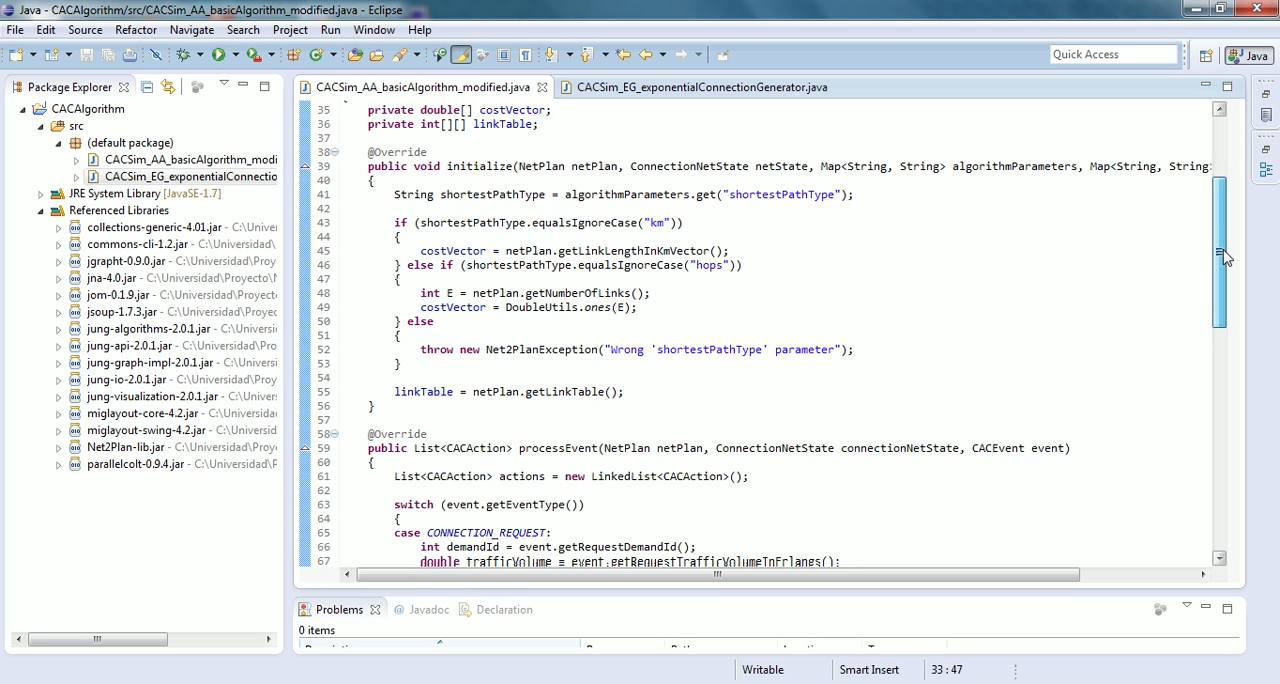 Java - CACAlgorithm/src/CACSim_AA_basicAlgorithm_modified.java - Eclipse
File Edit Source Refactor Navigate Search Project Run Window Help
Quick Access Java
Package Explorer
CACAlgorithm
src
(default package)
CACSim_AA_basicAlgorithm_modi
CACSim_EG_exponentialConnectio
JRE System Library [JavaSE-1.7]
Referenced Libraries
collections-generic-4.01.jar - C:\Univer
commons-cli-1.2.jar - C:\Universidad\
jgrapht-0.9.0.jar - C:\Universidad\Proy
jna-4.0.jar - C:\Universidad\Proyecto\N
jom-0.1.9.jar - C:\Universidad\Proyect
jsoup-1.7.3.jar - C:\Universidad\Proyec
jung-algorithms-2.0.1.jar - C:\Universid
jung-api-2.0.1.jar - C:\Universidad\Pro
jung-graph-impl-2.0.1.jar - C:\Universi
jung-io-2.0.1.jar - C:\Universidad\Proy
jung-visualization-2.0.1.jar - C:\Univers
miglayout-core-4.2.jar - C:\Universida
miglayout-swing-4.2.jar - C:\Universid
Net2Plan-lib.jar - C:\Universidad\Proy
parallelcolt-0.9.4.jar - C:\Universidad\P
CACSim_AA_basicAlgorithm_modified.java CACSim_EG_exponentialConnectionGenerator.java
35 private double[] costVector;
36 private int[][] linkTable;
37
38 @Override
39 public void initialize(NetPlan netPlan, ConnectionNetState netState, Map<String, String> algorithmParameters, Map<String, String>
40 {
41 String shortestPathType = algorithmParameters.get("shortestPathType");
42
43 if (shortestPathType.equalsIgnoreCase("km"))
44 {
45 costVector = netPlan.getLinkLengthInKmVector();
46 } else if (shortestPathType.equalsIgnoreCase("hops"))
47 {
48 int E = netPlan.getNumberOfLinks();
49 costVector = DoubleUtils.ones(E);
50 } else
51 {
52 throw new Net2PlanException("Wrong 'shortestPathType' parameter");
53 }
54
55 linkTable = netPlan.getLinkTable();
56 }
57
58 @Override
59 public List<CACAction> processEvent(NetPlan netPlan, ConnectionNetState connectionNetState, CACEvent event)
60 {
61 List<CACAction> actions = new LinkedList<CACAction>();
62
63 switch (event.getEventType())
64 {
65 case CONNECTION_REQUEST:
66 int demandId = event.getRequestDemandId();
67 double trafficVolume = event.getRequestTrafficVolumeInErlangs();
Problems Javadoc Declaration
0 items
Writable Smart Insert 33 : 47